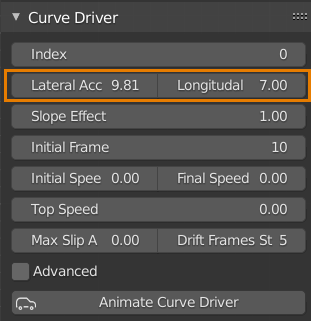 Curve Driver
Index 0
Lateral Acc 9.81 Longitudal 7.00
Slope Effect 1.00
Initial Frame 10
Initial Spee 0.00 Final Speed 0.00
Top Speed 0.00
Max Slip A 0.00 Drift Frames St 5
Advanced
Animate Curve Driver